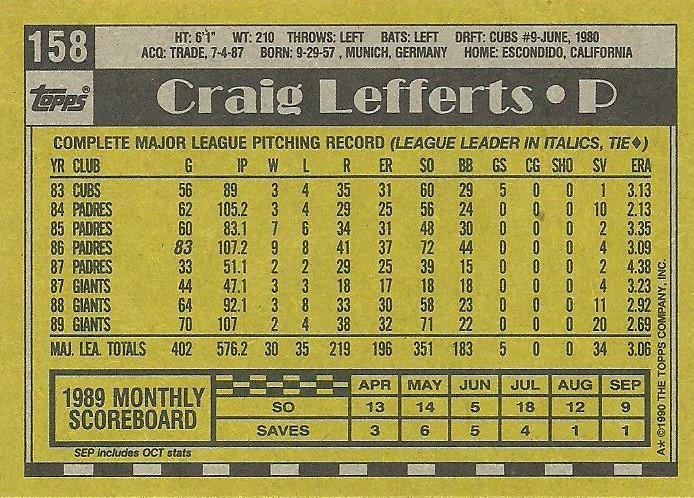 158
HT: 6'1" WT: 210 THROWS: LEFT BATS: LEFT DRFT: CUBS #9-JUNE, 1980
ACQ: TRADE, 7-4-87 BORN: 9-29-57, MUNICH, GERMANY HOME: ESCONDIDO, CALIFORNIA
Topps®
Craig Lefferts • P
COMPLETE MAJOR LEAGUE PITCHING RECORD (LEAGUE LEADER IN ITALICS, TIE♦)
YR CLUB G IP W L R ER SO BB GS CG SHO SV ERA
83 CUBS 56 89 3 4 35 31 60 29 5 0 0 1 3.13
84 PADRES 62 105.2 3 4 29 25 56 24 0 0 0 10 2.13
85 PADRES 60 83.1 7 6 34 31 48 30 0 0 0 2 3.35
86 PADRES 83 107.2 9 8 41 37 72 44 0 0 0 4 3.09
87 PADRES 33 51.1 2 2 29 25 39 15 0 0 0 2 4.38
87 GIANTS 44 47.1 3 3 18 17 18 18 0 0 0 4 3.23
88 GIANTS 64 92.1 3 8 33 30 58 23 0 0 0 11 2.92
89 GIANTS 70 107 2 4 38 32 71 22 0 0 0 20 2.69
MAJ. LEA. TOTALS 402 576.2 30 35 219 196 351 183 5 0 0 34 3.06
1989 MONTHLY
SCOREBOARD
APR MAY JUN JUL AUG SEP
SO 13 14 5 18 12 9
SAVES 3 6 5 4 1 1
SEP includes OCT stats
A* ©1990 THE TOPPS COMPANY, INC.